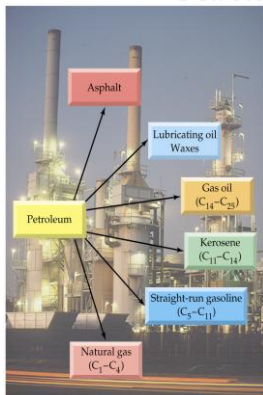 Asphalt
Lubricating oil
Waxes
Gas oil
(C₁₄–C₂₅)
Petroleum
Kerosene
(C₁₁–C₁₄)
Straight-run gasoline
(C₅–C₁₁)
Natural gas
(C₁–C₄)